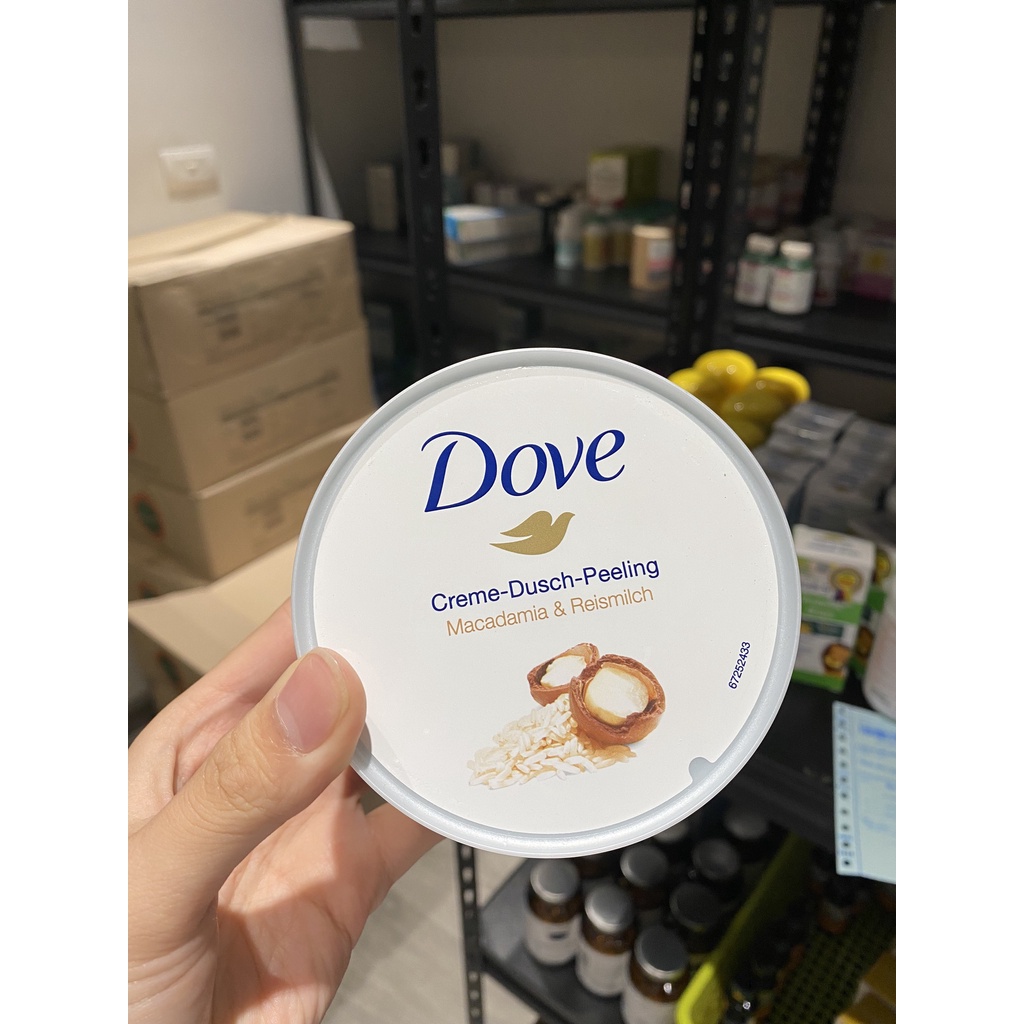 Dove
Creme-Dusch-Peeling
Macadamia & Reismilch
67252433